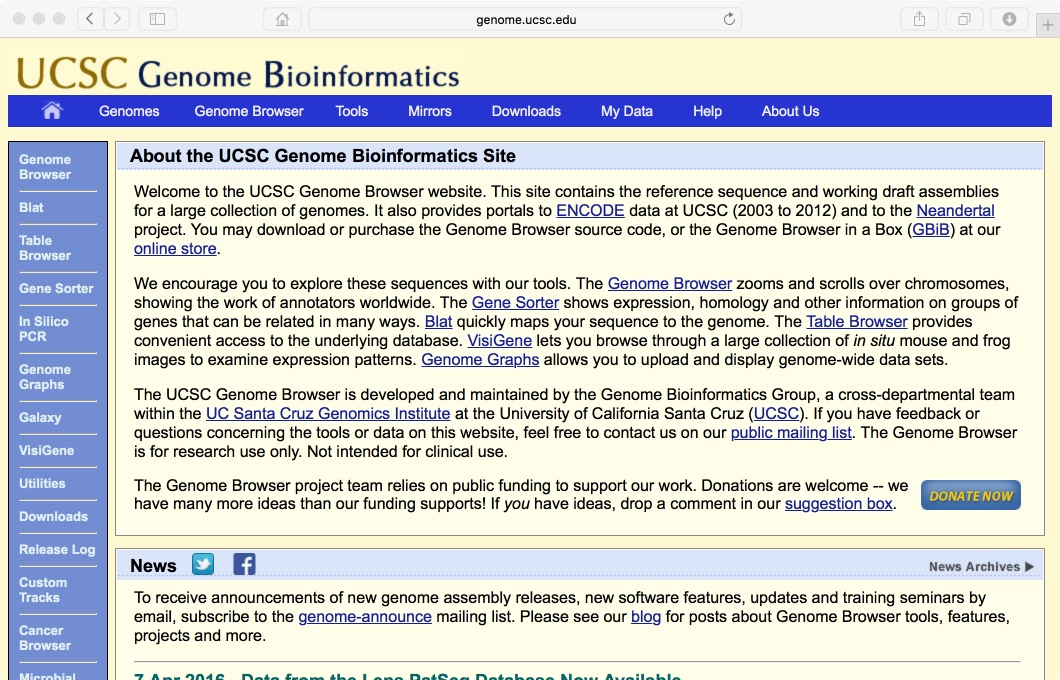 genome.ucsc.edu
UCSC Genome Bioinformatics
Genomes Genome Browser Tools Mirrors Downloads My Data Help About Us
Genome
Browser
Blat
Table
Browser
Gene Sorter
In Silico
PCR
Genome
Graphs
Galaxy
VisiGene
Utilities
Downloads
Release Log
Custom
Tracks
Cancer
Browser
Microbial
About the UCSC Genome Bioinformatics Site
Welcome to the UCSC Genome Browser website. This site contains the reference sequence and working draft assemblies
for a large collection of genomes. It also provides portals to ENCODE data at UCSC (2003 to 2012) and to the Neandertal
project. You may download or purchase the Genome Browser source code, or the Genome Browser in a Box (GBiB) at our
online store.
We encourage you to explore these sequences with our tools. The Genome Browser zooms and scrolls over chromosomes,
showing the work of annotators worldwide. The Gene Sorter shows expression, homology and other information on groups of
genes that can be related in many ways. Blat quickly maps your sequence to the genome. The Table Browser provides
convenient access to the underlying database. VisiGene lets you browse through a large collection of in situ mouse and frog
images to examine expression patterns. Genome Graphs allows you to upload and display genome-wide data sets.
The UCSC Genome Browser is developed and maintained by the Genome Bioinformatics Group, a cross-departmental team
within the UC Santa Cruz Genomics Institute at the University of California Santa Cruz (UCSC). If you have feedback or
questions concerning the tools or data on this website, feel free to contact us on our public mailing list. The Genome Browser
is for research use only. Not intended for clinical use.
The Genome Browser project team relies on public funding to support our work. Donations are welcome -- we
have many more ideas than our funding supports! If you have ideas, drop a comment in our suggestion box.
DONATE NOW
News
News Archives ▶
To receive announcements of new genome assembly releases, new software features, updates and training seminars by
email, subscribe to the genome-announce mailing list. Please see our blog for posts about Genome Browser tools, features,
projects and more.
7 Apr 2016 - Data from the Lens PatSeq Database Now Available